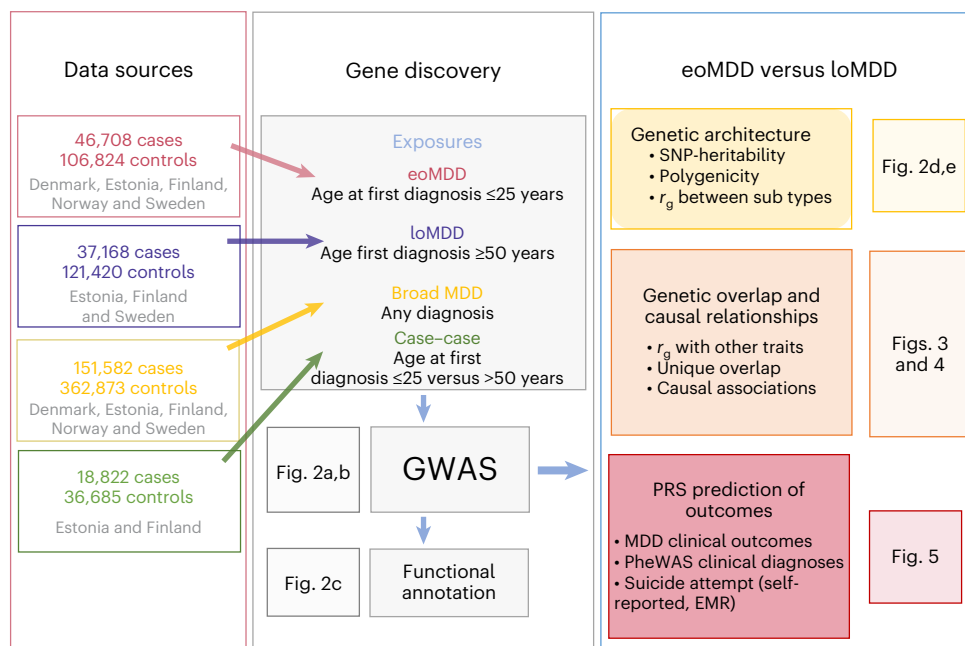 Data sources
46,708 cases
106,824 controls
Denmark, Estonia, Finland,
Norway and Sweden
37,168 cases
121,420 controls
Estonia, Finland
and Sweden
151,582 cases
362,873 controls
Denmark, Estonia, Finland,
Norway and Sweden
18,822 cases
36,685 controls
Estonia and Finland
Gene discovery
Exposures
eoMDD
Age at first diagnosis ≤25 years
loMDD
Age first diagnosis ≥50 years
Broad MDD
Any diagnosis
Case–case
Age at first
diagnosis ≤25 versus >50 years
Fig. 2a,b
GWAS
Fig. 2c
Functional
annotation
eoMDD versus loMDD
Genetic architecture
• SNP-heritability
• Polygenicity
• rg between sub types
Fig. 2d,e
Genetic overlap and
causal relationships
• rg with other traits
• Unique overlap
• Causal associations
Figs. 3
and 4
PRS prediction of
outcomes
• MDD clinical outcomes
• PheWAS clinical diagnoses
• Suicide attempt (self-
reported, EMR)
Fig. 5